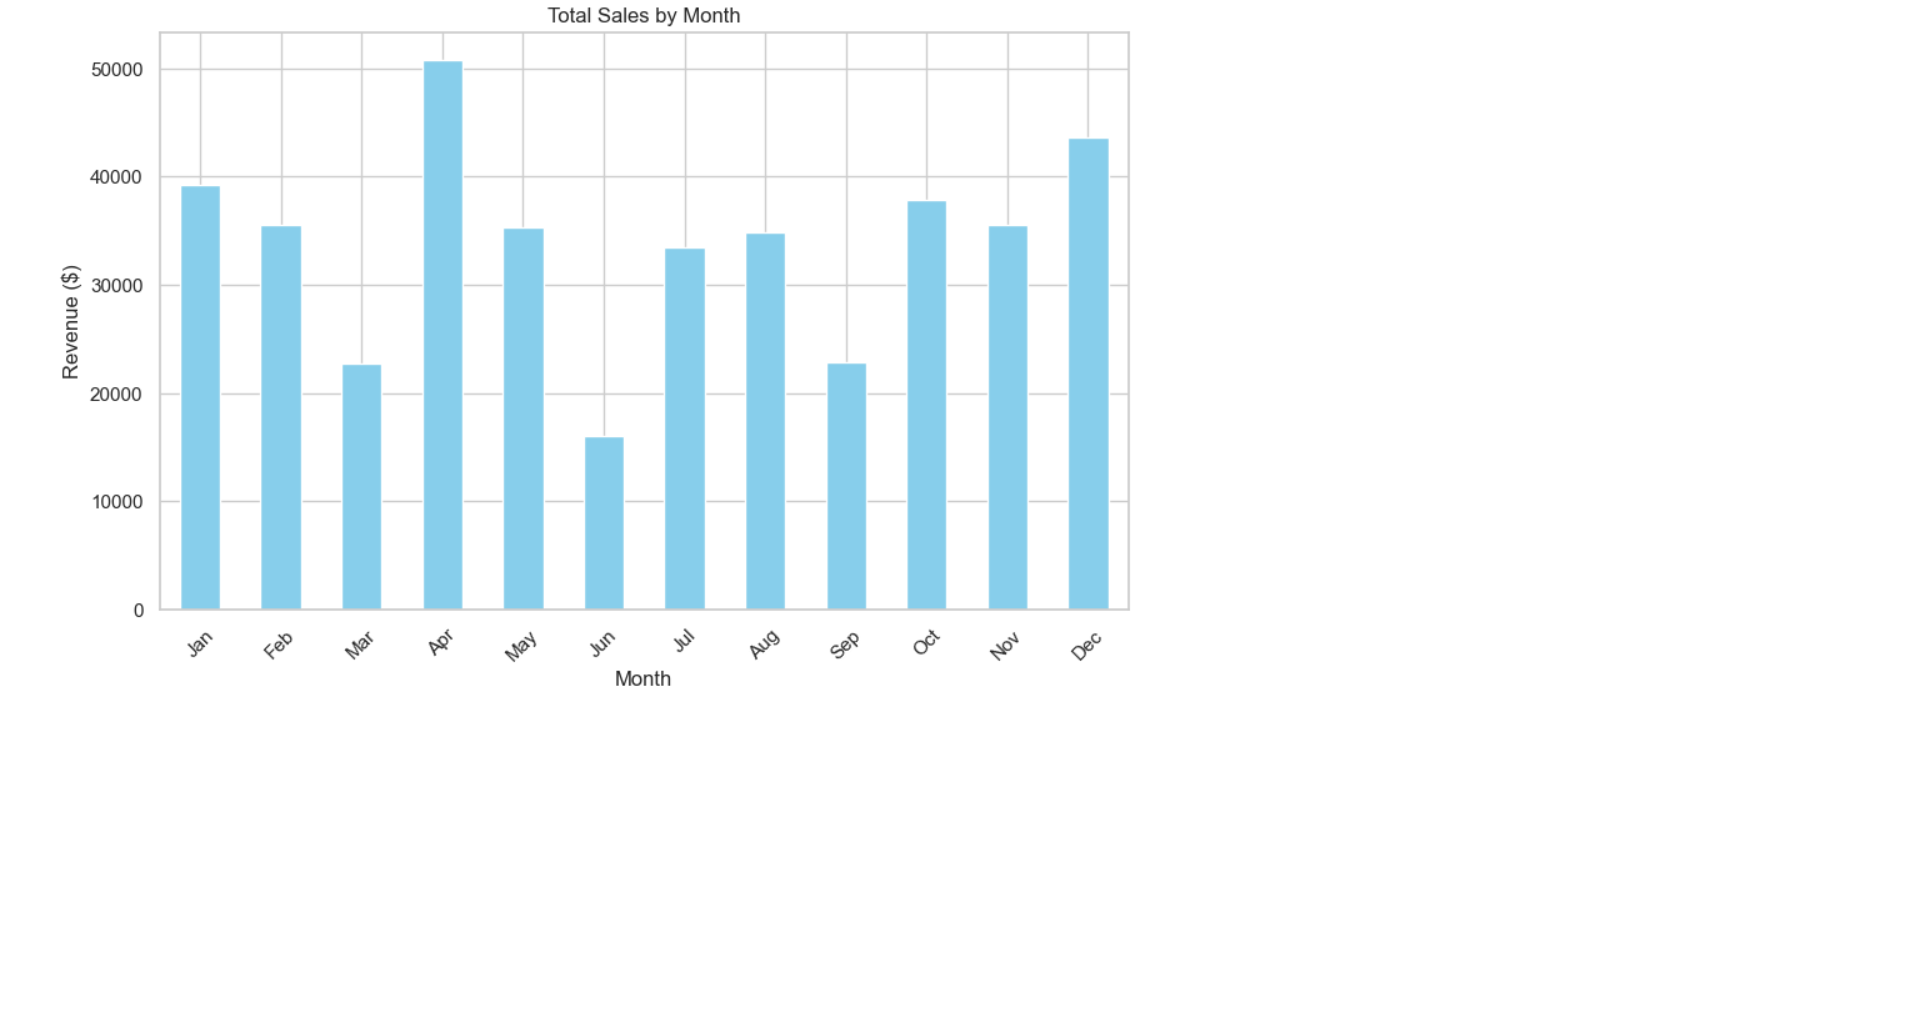 Total Sales by Month
Revenue ($)
50000
40000
30000
20000
10000
0
Jan
Feb
Mar
Apr
May
Jun
Jul
Aug
Sep
Oct
Nov
Dec
Month